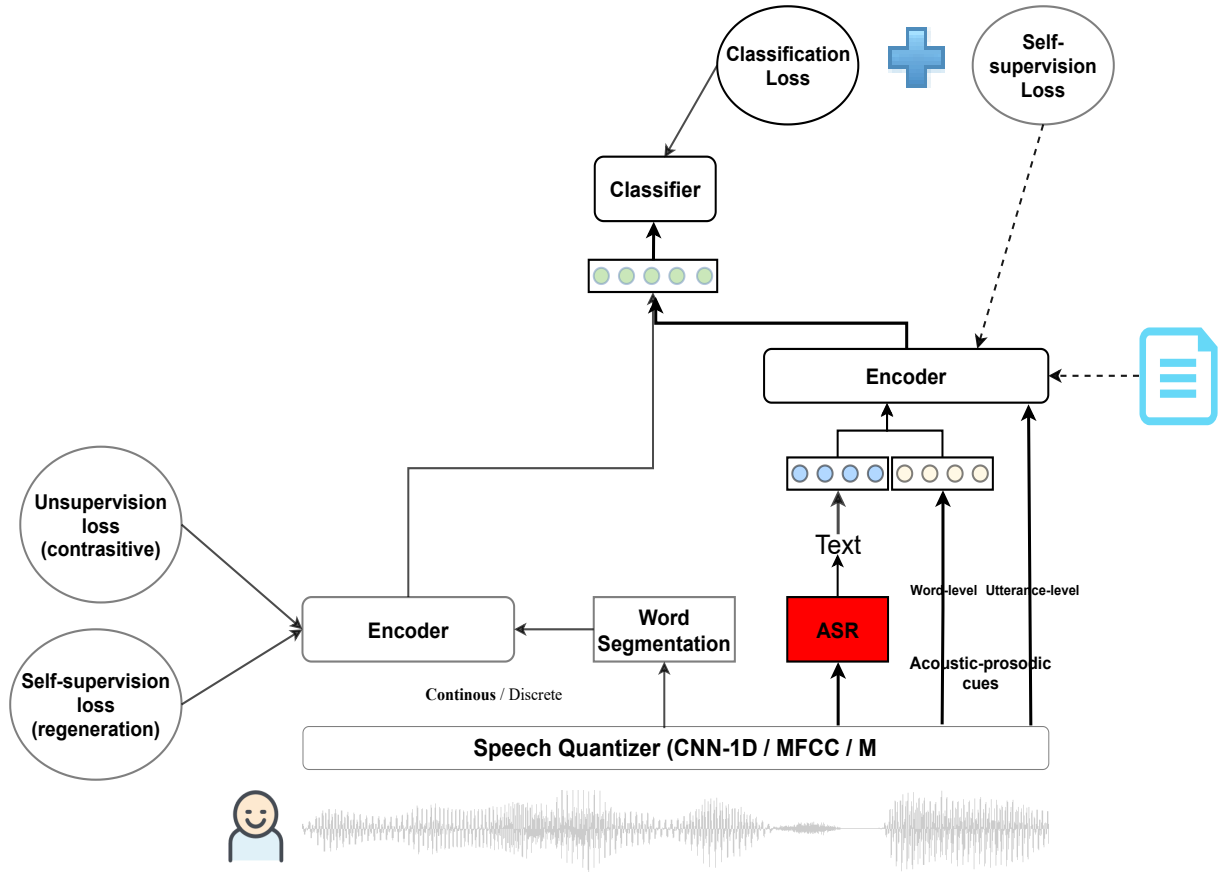 Classification
Loss
Self-
supervision
Loss
Classifier
Encoder
Unsupervision
loss
(contrasitive)
Text
Word-level Utterance-level
Encoder
Word
Segmentation
ASR
Self-supervision
loss
(regeneration)
Acoustic-prosodic
cues
Continous / Discrete
Speech Quantizer (CNN-1D / MFCC / M